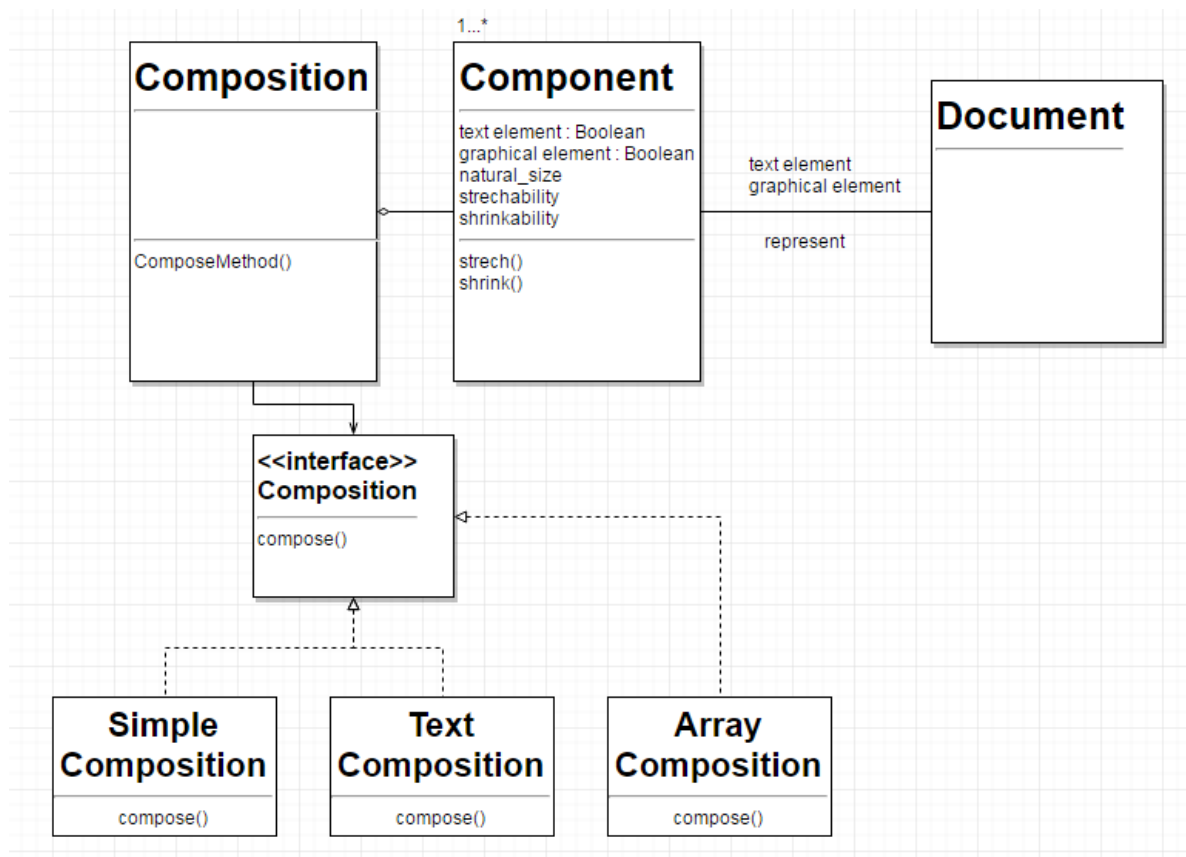 1...*
Composition
ComposeMethod()
Component
text element : Boolean
graphical element : Boolean
natural_size
strechability
shrinkability
strech()
shrink()
text element
graphical element
represent
Document
<<interface>>
Composition
compose()
Simple
Composition
compose()
Text
Composition
compose()
Array
Composition
compose()